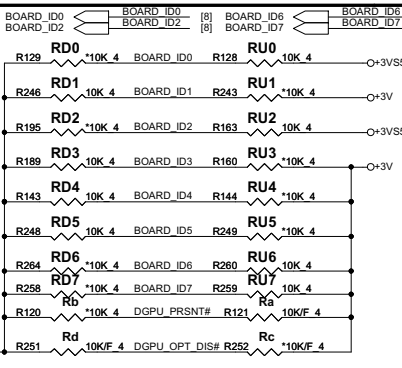 BOARD_ID0 BOARD_ID0 [8] BOARD_ID6 BOARD_ID6
BOARD_ID2 BOARD_ID2 [8] BOARD_ID7 BOARD_ID7
RD0 RU0
R129 *10K_4 BOARD_ID0 R128 10K_4 +3VS5
RD1 RU1
R246 10K_4 BOARD_ID1 R243 *10K_4 +3V
RD2 RU2
R195 *10K_4 BOARD_ID2 R163 10K_4 +3VS5
RD3 RU3
R189 10K_4 BOARD_ID3 R160 *10K_4 +3V
RD4 RU4
R143 10K_4 BOARD_ID4 R144 *10K_4
RD5 RU5
R248 10K_4 BOARD_ID5 R249 *10K_4
RD6 RU6
R264 *10K_4 BOARD_ID6 R260 10K_4
RD7 RU7
R258 *10K_4 BOARD_ID7 R259 10K_4
Rb Ra
R120 *10K_4 DGPU_PRSNT# R121 10K/F_4
Rd Rc
R251 10K/F_4 DGPU_OPT_DIS# R252 *10K/F_4